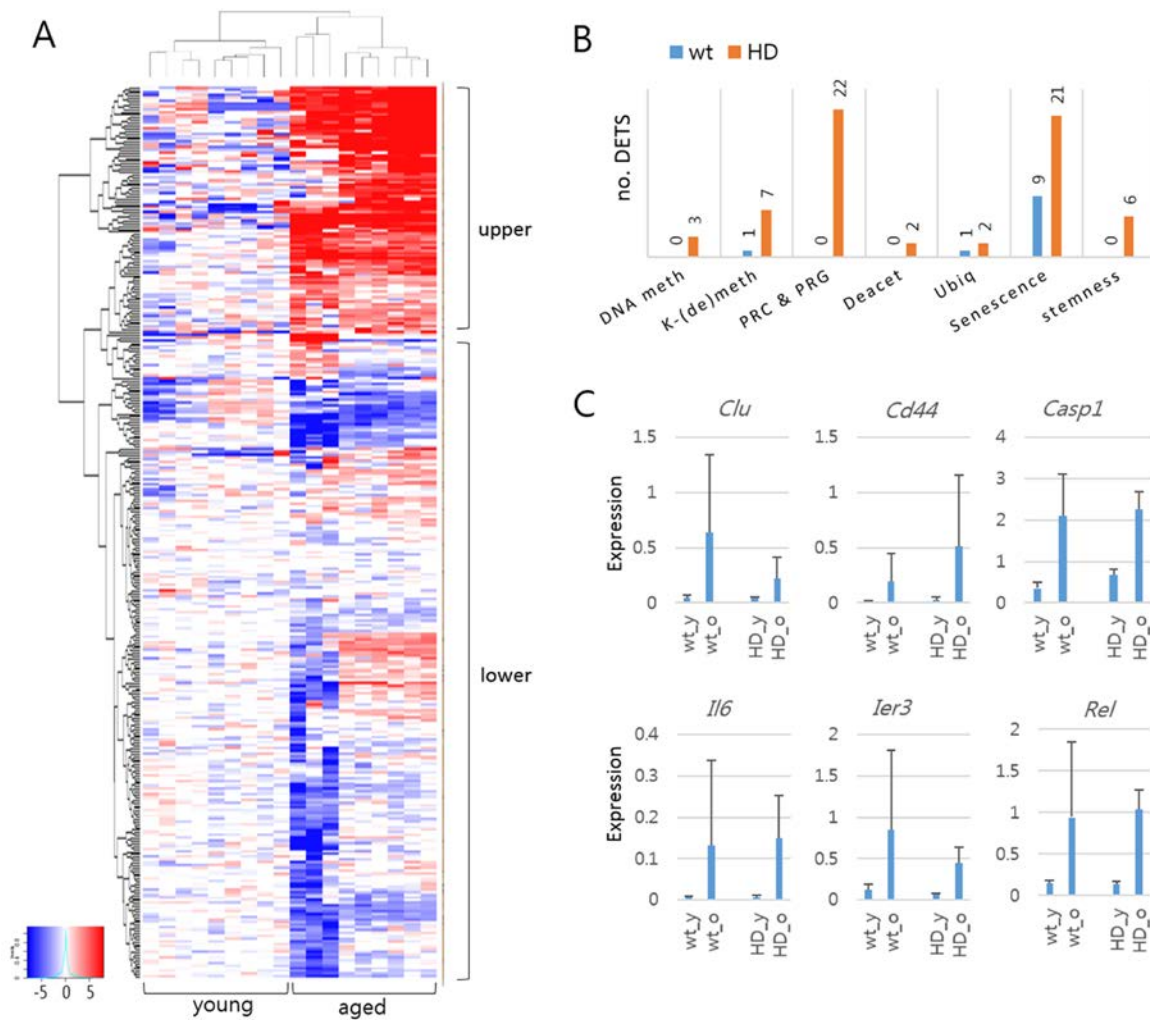 A
upper
lower
young
aged
-5 0 5
B
wt HD
no. DETS
0 3 1 7 0 22 0 2 1 2 9 21 0 6
DNA meth
K-(de)meth
PRC & PRG
Deacet
Ubiq
Senescence
stemness
C
Clu
Cd44
Casp1
Expression
1.5
1
0.5
0
1.5
1
0.5
0
4
3
2
1
0
wt_y
wt_o
HD_y
HD_o
wt_y
wt_o
HD_y
HD_o
wt_y
wt_o
HD_y
HD_o
Il6
Ier3
Rel
Expression
0.4
0.3
0.2
0.1
0
2
1.5
1
0.5
0
2
1.5
1
0.5
0
wt_y
wt_o
HD_y
HD_o
wt_y
wt_o
HD_y
HD_o
wt_y
wt_o
HD_y
HD_o